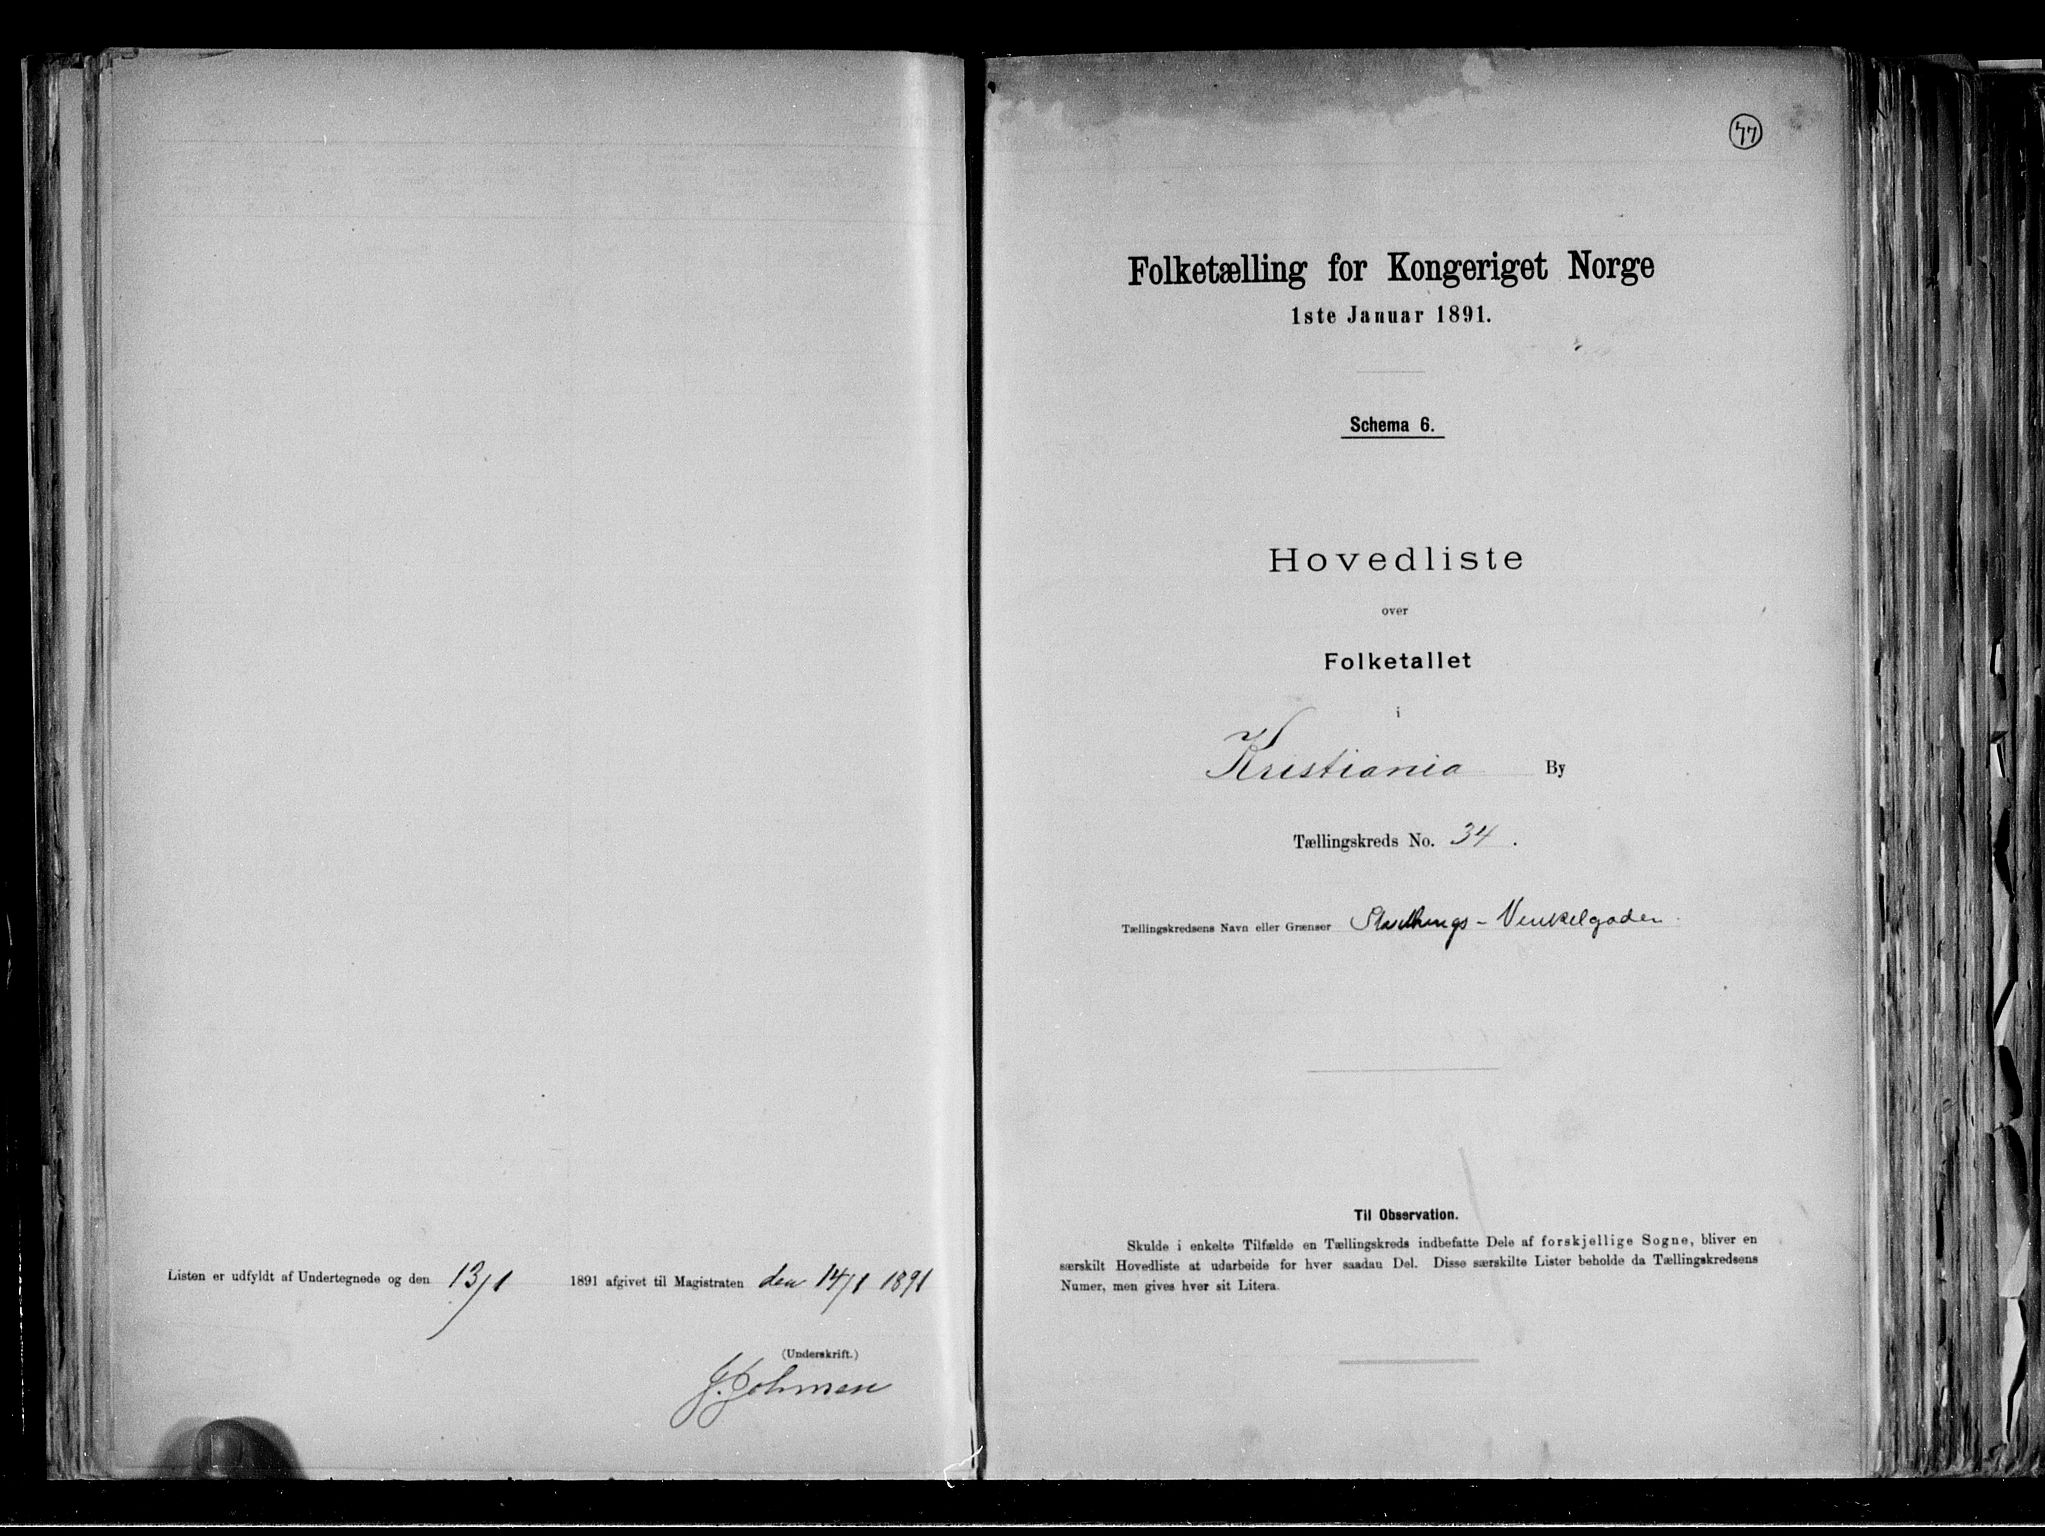 Listen er udfyldt af Undertegnede og den 13/1 1891 afgivet til Magistraten den 14/1 1891
(Underskrift.)
J. Johnsen
77
Folketælling for Kongeriget Norge
1ste Januar 1891.
Schema 6.
Hovedliste
over
Folketallet
i
Kristiania By
Tællingskreds No. 34.
Tællingskredsens Navn eller Grænser Vinkelgaden
Til Observation.
Skulde i enkelte Tilfælde en Tællingskreds indbefatte Dele af forskjellige Sogne, bliver en
særskilt Hovedliste at udarbeide for hver saadan Del. Disse særskilte Lister beholde da Tællingskredsens
Numer, men gives hver sit Litera.